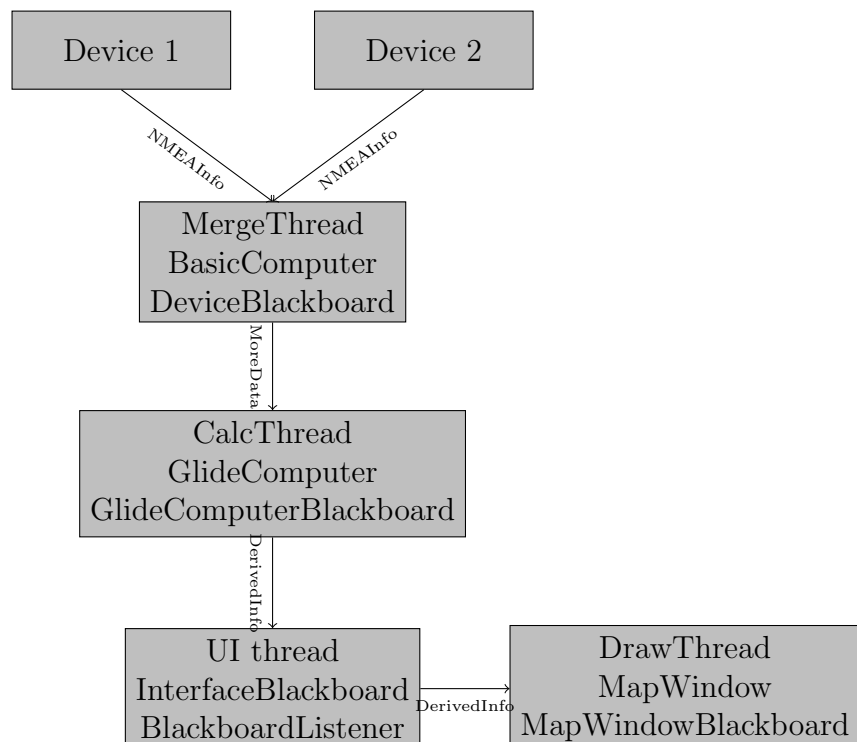 Device 1
Device 2
NMEAInfo
NMEAInfo
MergeThread
BasicComputer
DeviceBlackboard
MoreData
CalcThread
GlideComputer
GlideComputerBlackboard
DerivedInfo
UI thread
InterfaceBlackboard
BlackboardListener
DerivedInfo
DrawThread
MapWindow
MapWindowBlackboard